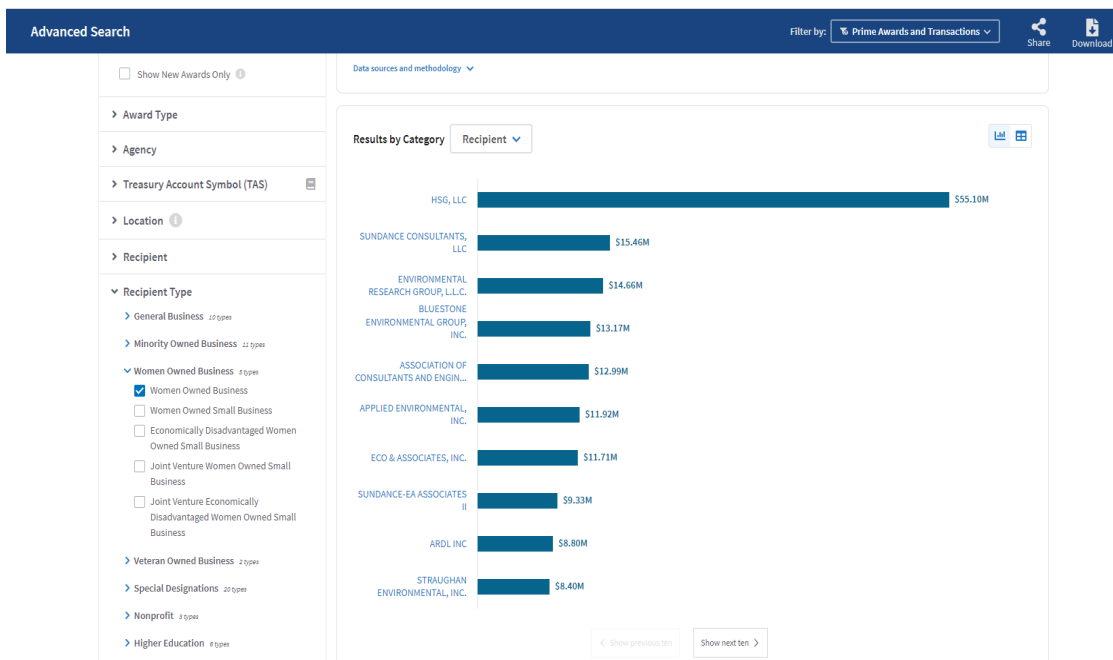 Advanced Search
Filter by:
Prime Awards and Transactions
Share
Download
Show New Awards Only
Award Type
Agency
Treasury Account Symbol (TAS)
Location
Recipient
Recipient Type
General Business 10 types
Minority Owned Business 11 types
Women Owned Business 5 types
Women Owned Business
Women Owned Small Business
Economically Disadvantaged Women
Owned Small Business
Joint Venture Women Owned Small
Business
Joint Venture Economically
Disadvantaged Women Owned Small
Business
Veteran Owned Business 2 types
Special Designations 20 types
Nonprofit 3 types
Higher Education 6 types
Data sources and methodology
Results by Category
Recipient
HSG, LLC
$55.10M
SUNDANCE CONSULTANTS,
LLC
$15.46M
ENVIRONMENTAL
RESEARCH GROUP, L.L.C.
$14.66M
BLUESTONE
ENVIRONMENTAL GROUP,
INC.
$13.17M
ASSOCIATION OF
CONSULTANTS AND ENGIN...
$12.99M
APPLIED ENVIRONMENTAL,
INC.
$11.92M
ECO & ASSOCIATES, INC.
$11.71M
SUNDANCE-EA ASSOCIATES
II
$9.33M
ARDL INC
$8.80M
STRAUGHAN
ENVIRONMENTAL, INC.
$8.40M
Show previous ten
Show next ten